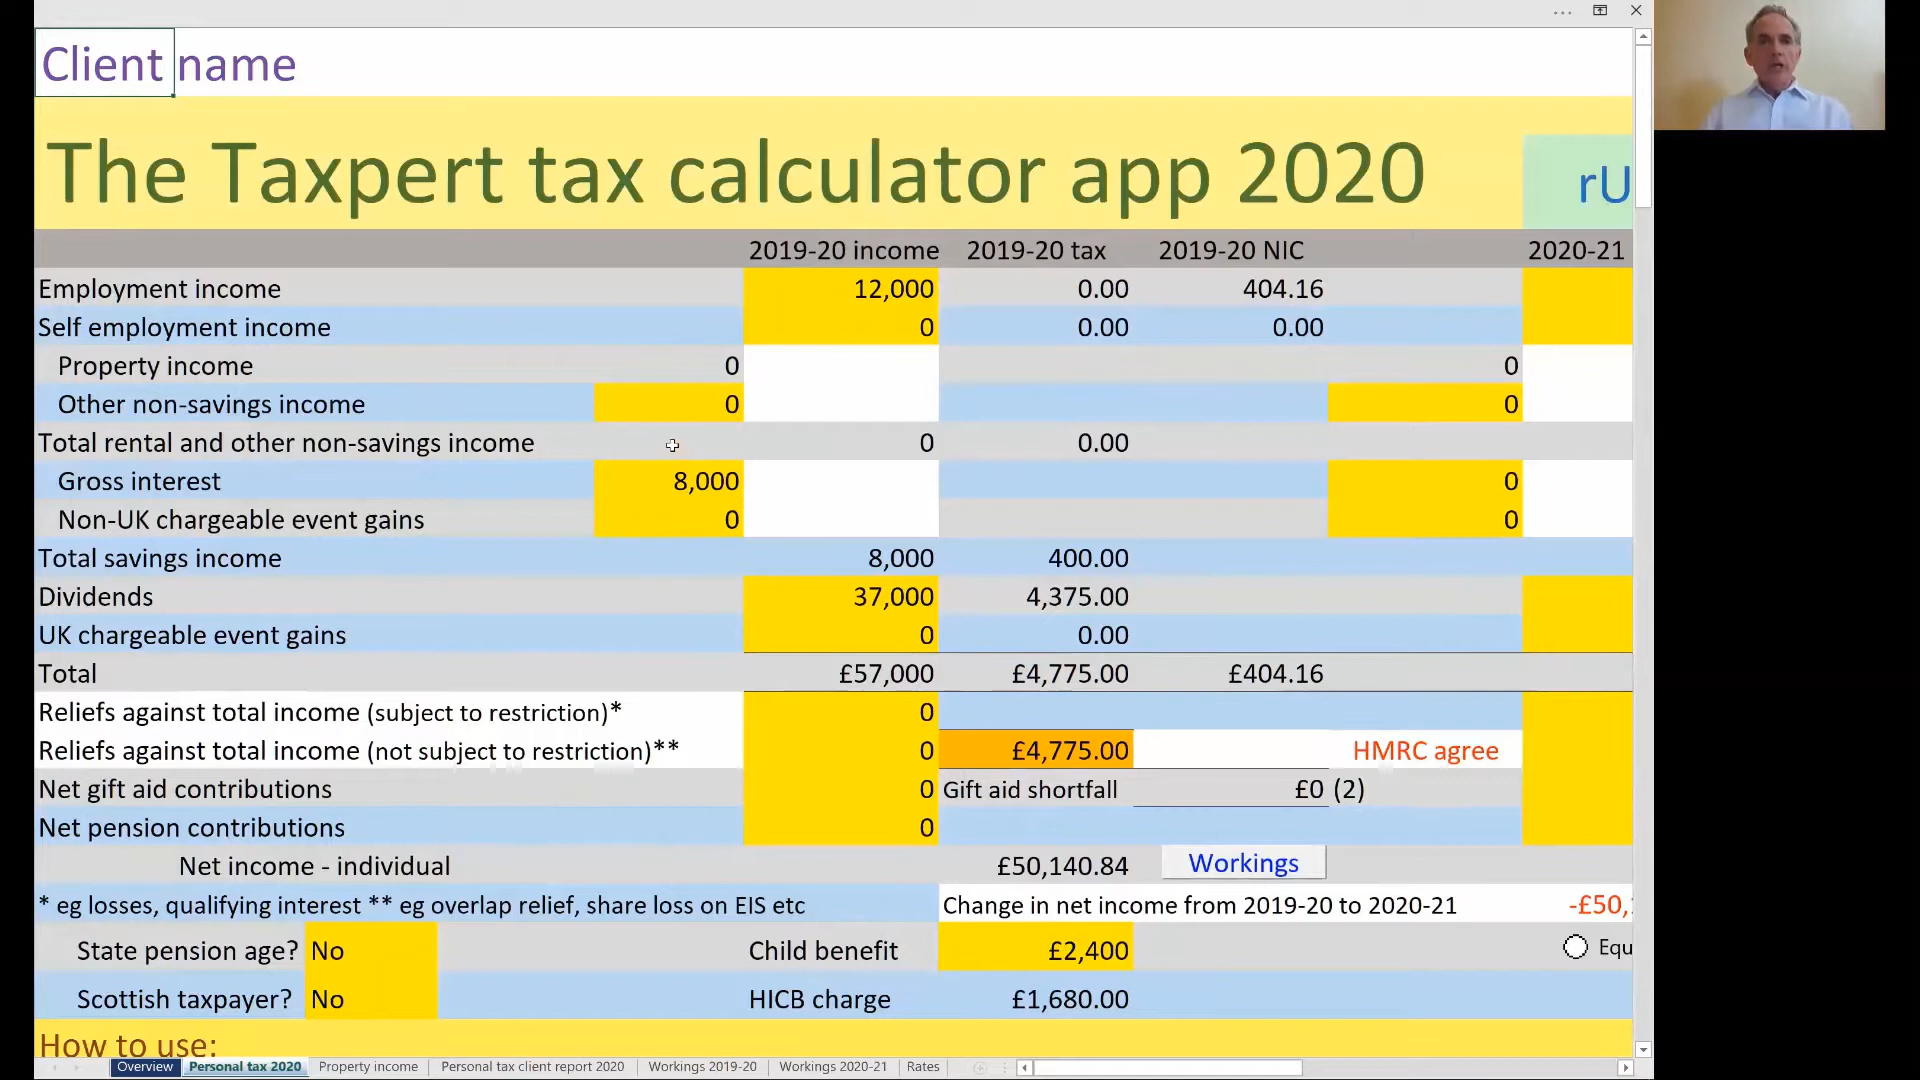 Client name
The Taxpert tax calculator app 2020 rU
2019-20 income 2019-20 tax 2019-20 NIC 2020-21
Employment income 12,000 0.00 404.16
Self employment income 0 0.00 0.00
Property income 0 0
Other non-savings income 0 0
Total rental and other non-savings income 0 0.00
Gross interest 8,000 0
Non-UK chargeable event gains 0 0
Total savings income 8,000 400.00
Dividends 37,000 4,375.00
UK chargeable event gains 0 0.00
Total £57,000 £4,775.00 £404.16
Reliefs against total income (subject to restriction)* 0
Reliefs against total income (not subject to restriction)** 0 £4,775.00 HMRC agree
Net gift aid contributions 0 Gift aid shortfall £0 (2)
Net pension contributions 0
Net income - individual £50,140.84 Workings
* eg losses, qualifying interest ** eg overlap relief, share loss on EIS etc Change in net income from 2019-20 to 2020-21 -£50,
State pension age? No Child benefit £2,400 Equ
Scottish taxpayer? No HICB charge £1,680.00
How to use:
Overview Personal tax 2020 Property income Personal tax client report 2020 Workings 2019-20 Workings 2020-21 Rates